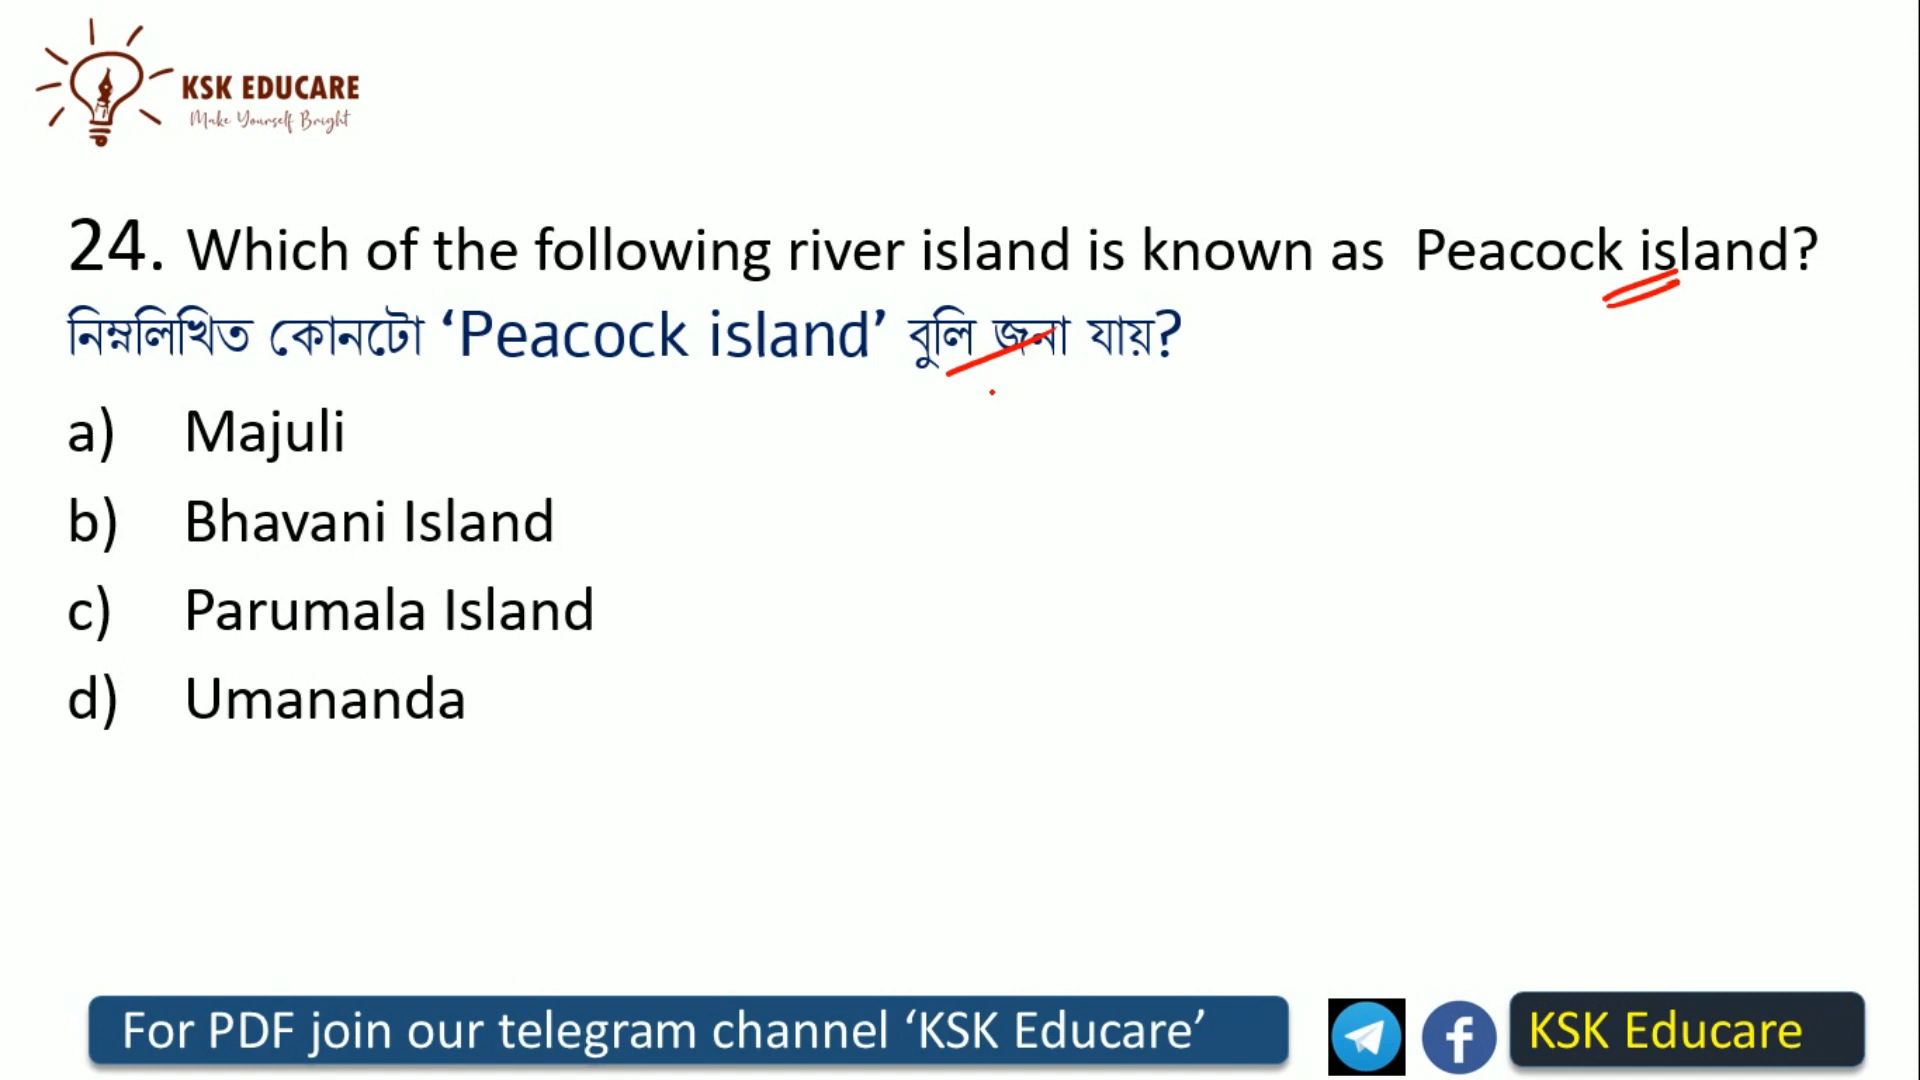 KSK EDUCARE
Make Yourself Bright
24. Which of the following river island is known as Peacock island?
নিম্নলিখিত কোনটো ‘Peacock island’ বুলি জনা যায়?
a) Majuli
b) Bhavani Island
c) Parumala Island
d) Umananda
For PDF join our telegram channel ‘KSK Educare’
KSK Educare